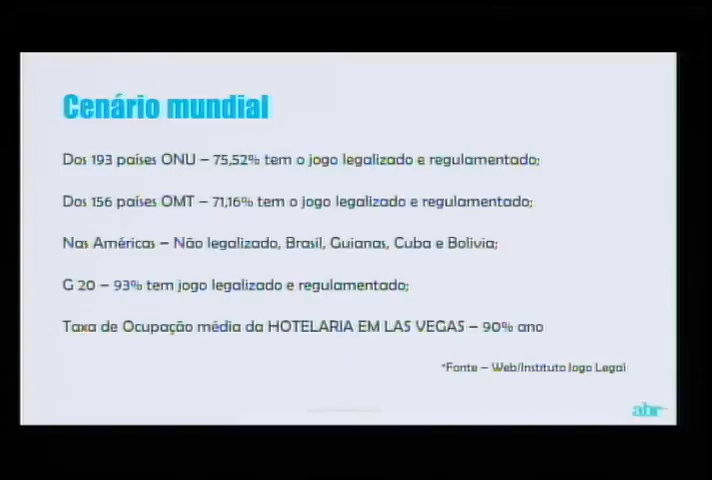 Cenário mundial
Dos 193 países ONU – 75,52% tem o jogo legalizado e regulamentado;
Dos 156 países OMT – 71,16% tem o jogo legalizado e regulamentado;
Nas Américas – Não legalizado, Brasil, Guianas, Cuba e Bolivia;
G 20 – 93% tem jogo legalizado e regulamentado;
Taxa de Ocupação média da HOTELARIA EM LAS VEGAS – 90% ano
*Fonte – Web/Instituto Jogo Legal
abr